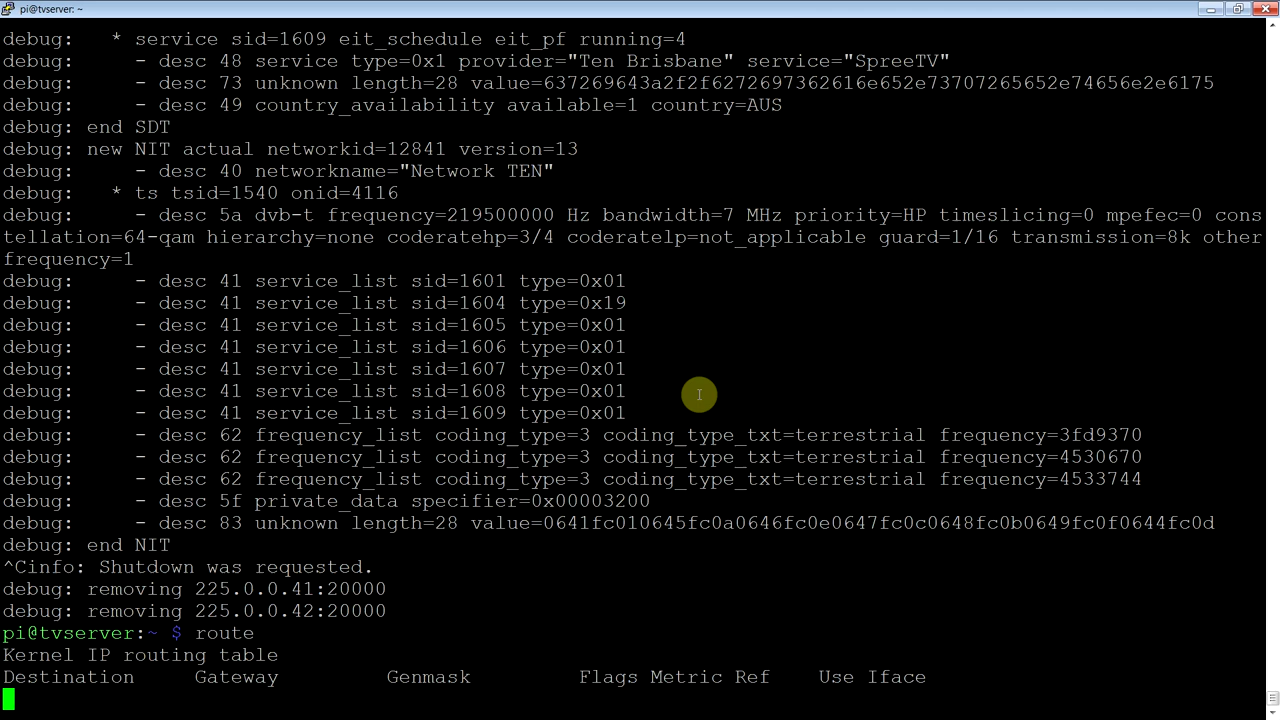 pi@tvserver: ~
debug:   * service sid=1609 eit_schedule eit_pf running=4
debug:     - desc 48 service type=0x1 provider="Ten Brisbane" service="SpreeTV"
debug:     - desc 73 unknown length=28 value=637269643a2f2f6272697362616e652e73707265652e74656e2e6175
debug:     - desc 49 country_availability available=1 country=AUS
debug: end SDT
debug: new NIT actual networkid=12841 version=13
debug:     - desc 40 networkname="Network TEN"
debug:   * ts tsid=1540 onid=4116
debug:     - desc 5a dvb-t frequency=219500000 Hz bandwidth=7 MHz priority=HP timeslicing=0 mpefec=0 cons
tellation=64-qam hierarchy=none coderatehp=3/4 coderatelp=not_applicable guard=1/16 transmission=8k other
frequency=1
debug:     - desc 41 service_list sid=1601 type=0x01
debug:     - desc 41 service_list sid=1604 type=0x19
debug:     - desc 41 service_list sid=1605 type=0x01
debug:     - desc 41 service_list sid=1606 type=0x01
debug:     - desc 41 service_list sid=1607 type=0x01
debug:     - desc 41 service_list sid=1608 type=0x01
debug:     - desc 41 service_list sid=1609 type=0x01
debug:     - desc 62 frequency_list coding_type=3 coding_type_txt=terrestrial frequency=3fd9370
debug:     - desc 62 frequency_list coding_type=3 coding_type_txt=terrestrial frequency=4530670
debug:     - desc 62 frequency_list coding_type=3 coding_type_txt=terrestrial frequency=4533744
debug:     - desc 5f private_data specifier=0x00003200
debug:     - desc 83 unknown length=28 value=0641fc010645fc0a0646fc0e0647fc0c0648fc0b0649fc0f0644fc0d
debug: end NIT
^Cinfo: Shutdown was requested.
debug: removing 225.0.0.41:20000
debug: removing 225.0.0.42:20000
pi@tvserver:~ $ route
Kernel IP routing table
Destination     Gateway         Genmask         Flags Metric Ref    Use Iface